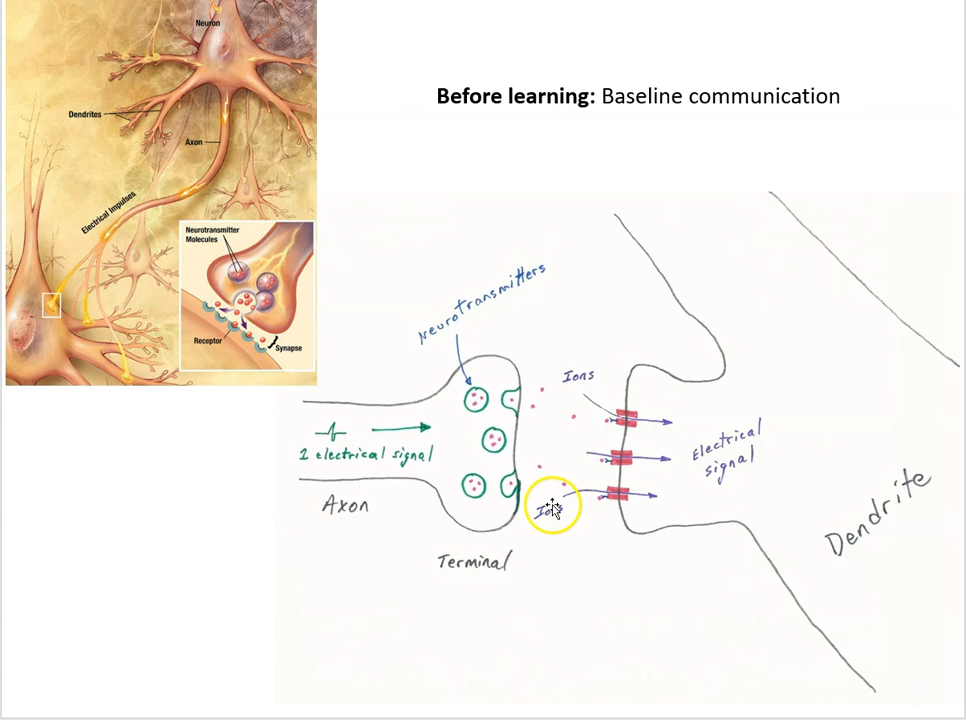 Neuron
Dendrites
Axon
Electrical Impulses
Neurotransmitter
Molecules
Receptor
Synapse
Before learning: Baseline communication
Neurotransmitters
Ions
1 electrical signal
Axon
Terminal
Ions
Electrical
signal
Dendrite